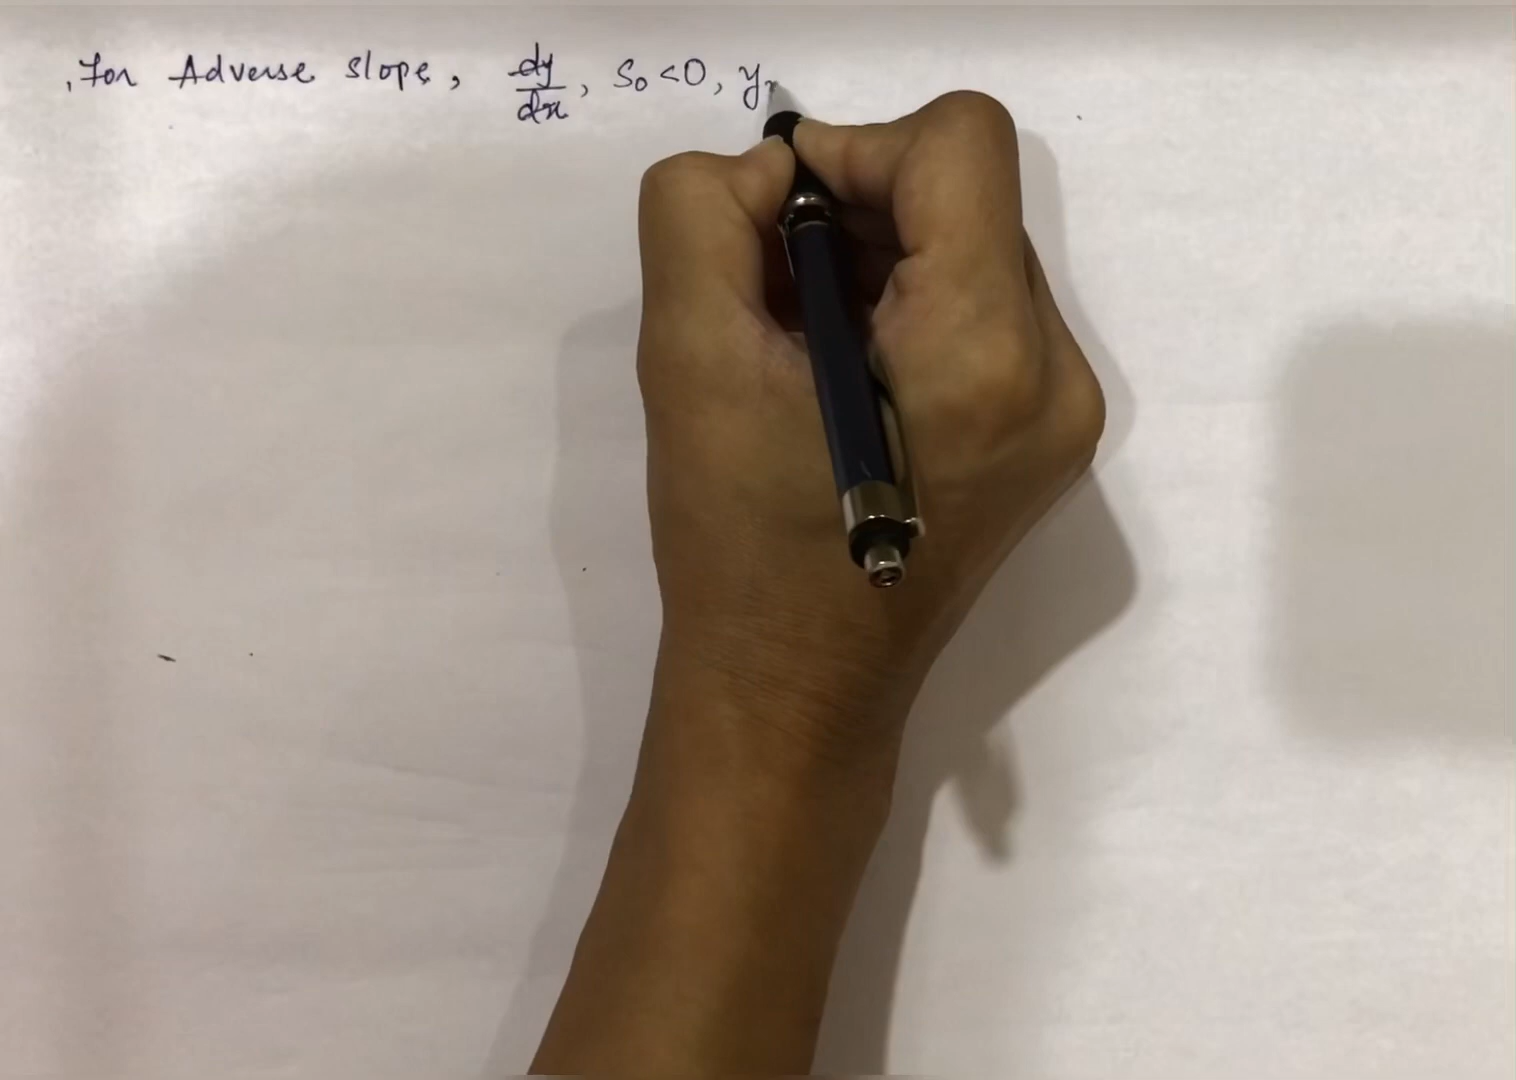 For Adverse slope, dy/dx, S₀<0, y